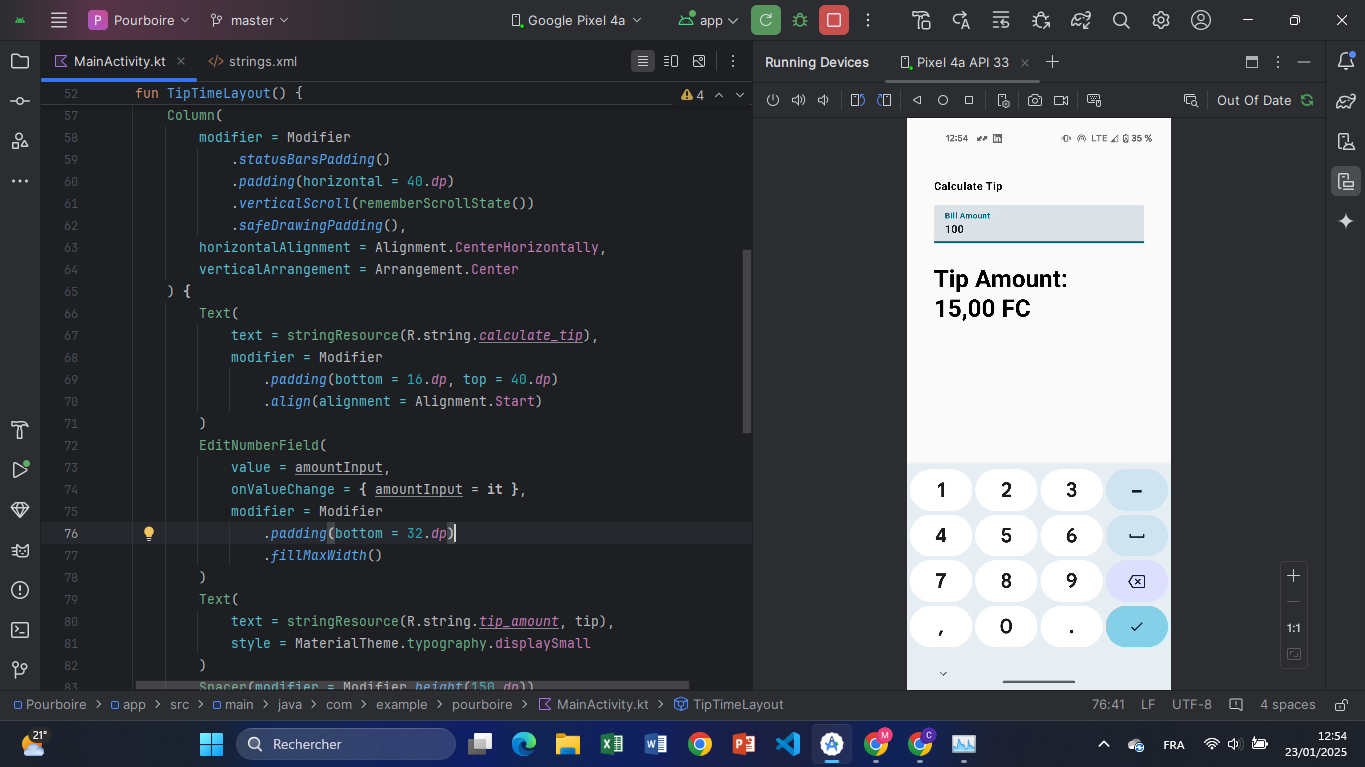 P Pourboire master Google Pixel 4a app
MainActivity.kt strings.xml
Running Devices Pixel 4a API 33
52 fun TipTimeLayout() { 4
57 Column(
58 modifier = Modifier
59 .statusBarsPadding()
60 .padding(horizontal = 40.dp)
61 .verticalScroll(rememberScrollState())
62 .safeDrawingPadding(),
63 horizontalAlignment = Alignment.CenterHorizontally,
64 verticalArrangement = Arrangement.Center
65 ) {
66 Text(
67 text = stringResource(R.string.calculate_tip),
68 modifier = Modifier
69 .padding(bottom = 16.dp, top = 40.dp)
70 .align(alignment = Alignment.Start)
71 )
72 EditNumberField(
73 value = amountInput,
74 onValueChange = { amountInput = it },
75 modifier = Modifier
76 .padding(bottom = 32.dp)
77 .fillMaxWidth()
78 )
79 Text(
80 text = stringResource(R.string.tip_amount, tip),
81 style = MaterialTheme.typography.displaySmall
82 )
83 Spacer(modifier = Modifier.height(150.dp))
Out Of Date
12:54 in LTE 35 %
Calculate Tip
Bill Amount
100
Tip Amount:
15,00 FC
1 2 3 –
4 5 6
7 8 9
, 0 .
1:1
Pourboire > app > src > main > java > com > example > pourboire > MainActivity.kt > TipTimeLayout
76:41 LF UTF-8 4 spaces
21°
Rechercher
M C
FRA
12:54
23/01/2025